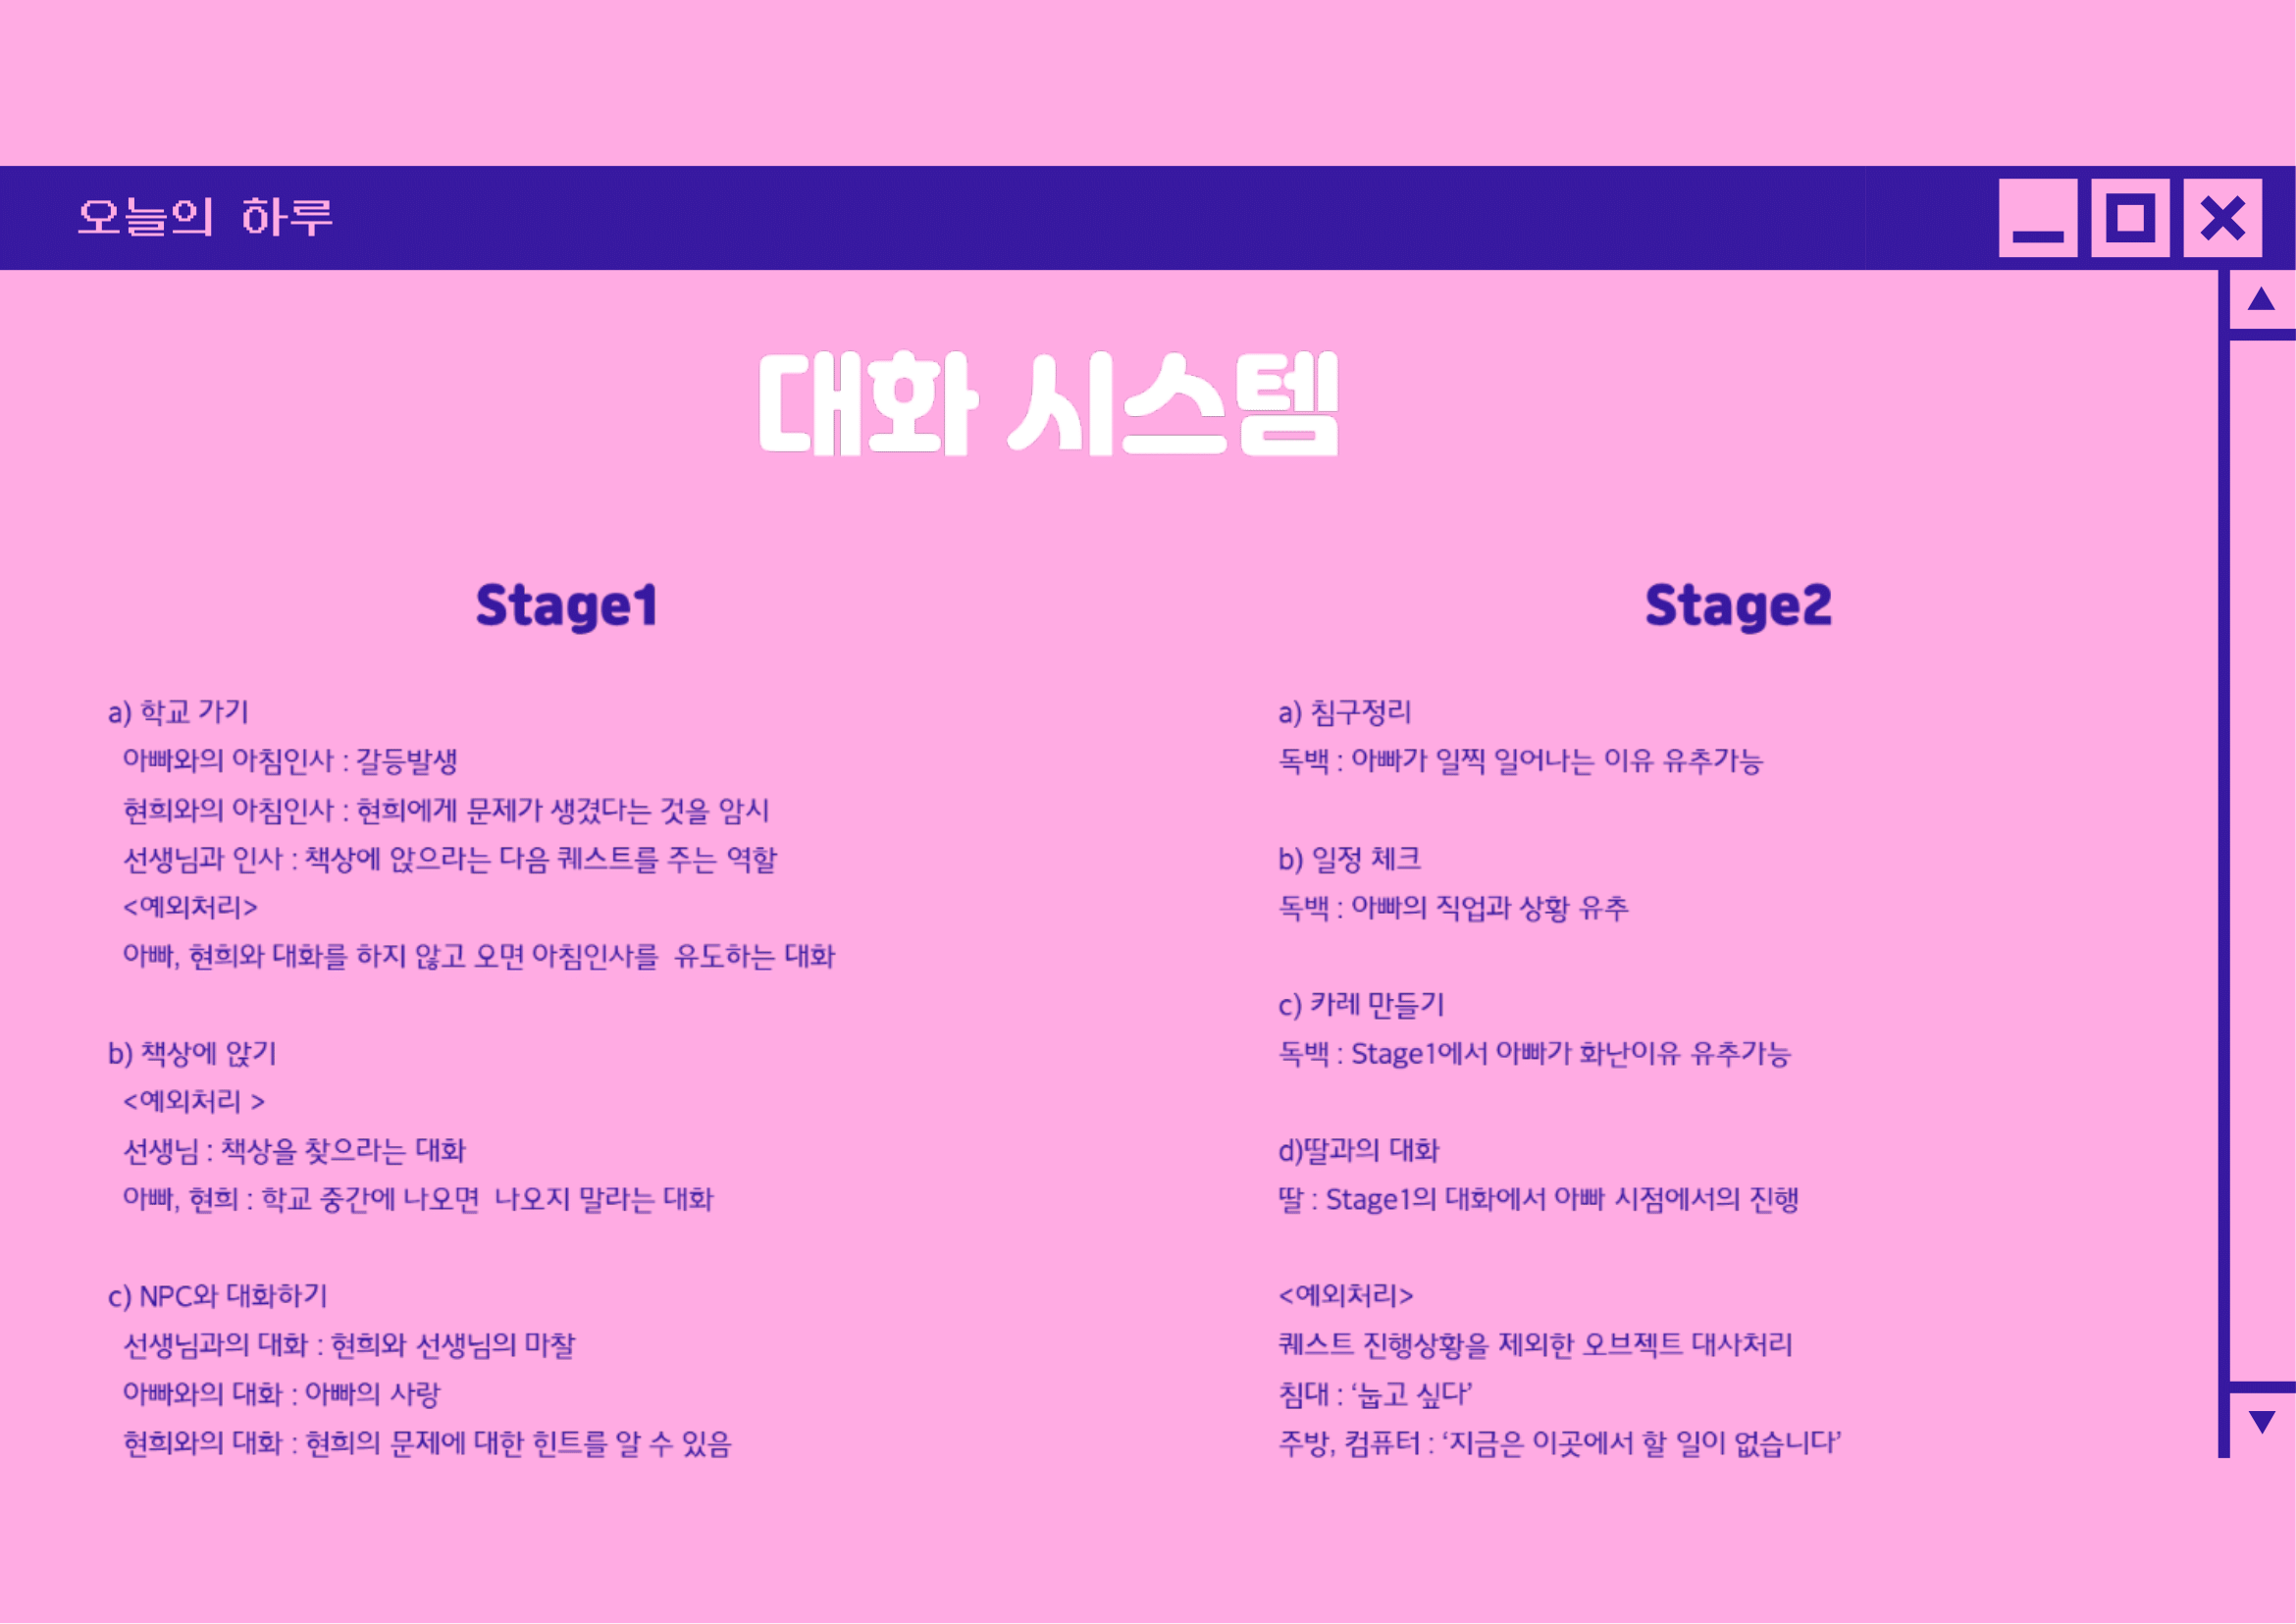 오늘의 하루
대화 시스템
Stage1
a) 학교 가기
아빠와의 아침인사 : 갈등발생
현희와의 아침인사 : 현희에게 문제가 생겼다는 것을 암시
선생님과 인사 : 책상에 앉으라는 다음 퀘스트를 주는 역할
<예외처리>
아빠, 현희와 대화를 하지 않고 오면 아침인사를  유도하는 대화
b) 책상에 앉기
<예외처리 >
선생님 : 책상을 찾으라는 대화
아빠, 현희 : 학교 중간에 나오면  나오지 말라는 대화
c) NPC와 대화하기
선생님과의 대화 : 현희와 선생님의 마찰
아빠와의 대화 : 아빠의 사랑
현희와의 대화 : 현희의 문제에 대한 힌트를 알 수 있음
Stage2
a) 침구정리
독백 : 아빠가 일찍 일어나는 이유 유추가능
b) 일정 체크
독백 : 아빠의 직업과 상황 유추
c) 카레 만들기
독백 : Stage1에서 아빠가 화난이유 유추가능
d)딸과의 대화
딸 : Stage1의 대화에서 아빠 시점에서의 진행
<예외처리>
퀘스트 진행상황을 제외한 오브젝트 대사처리
침대 : ‘눕고 싶다’
주방, 컴퓨터 : ‘지금은 이곳에서 할 일이 없습니다’